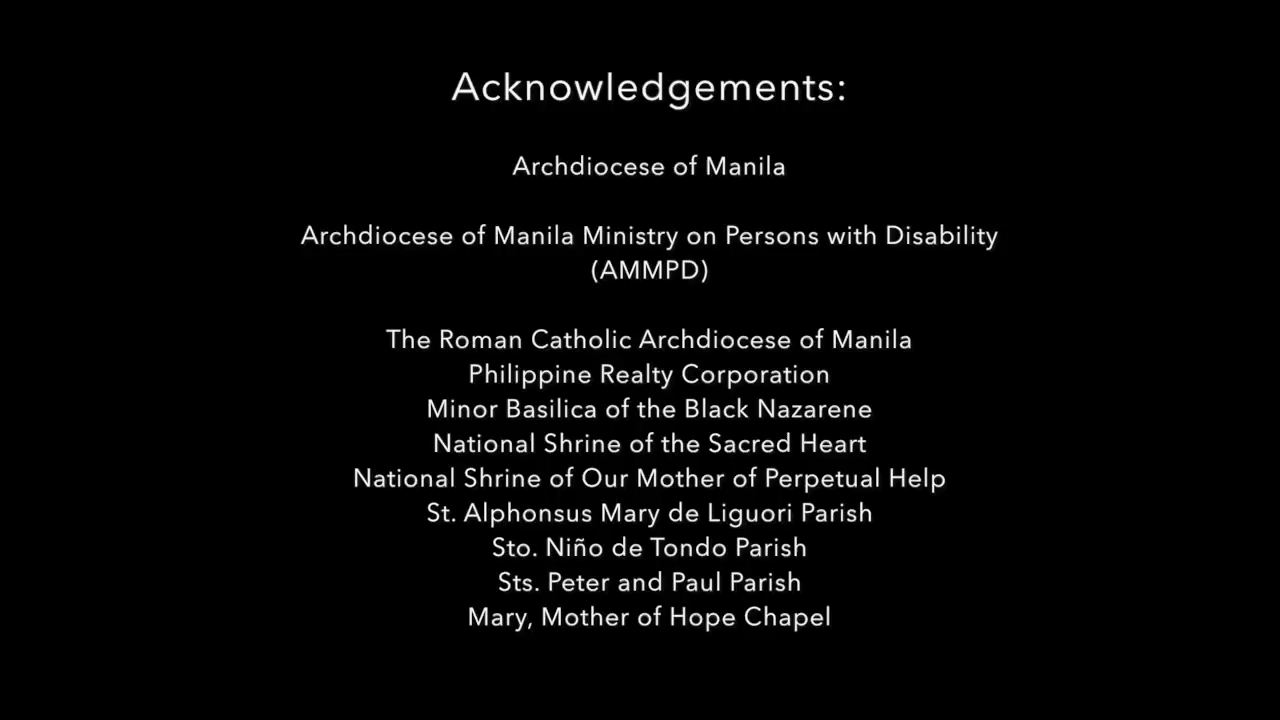 Acknowledgements:
Archdiocese of Manila
Archdiocese of Manila Ministry on Persons with Disability
(AMMPD)
The Roman Catholic Archdiocese of Manila
Philippine Realty Corporation
Minor Basilica of the Black Nazarene
National Shrine of the Sacred Heart
National Shrine of Our Mother of Perpetual Help
St. Alphonsus Mary de Liguori Parish
Sto. Niño de Tondo Parish
Sts. Peter and Paul Parish
Mary, Mother of Hope Chapel